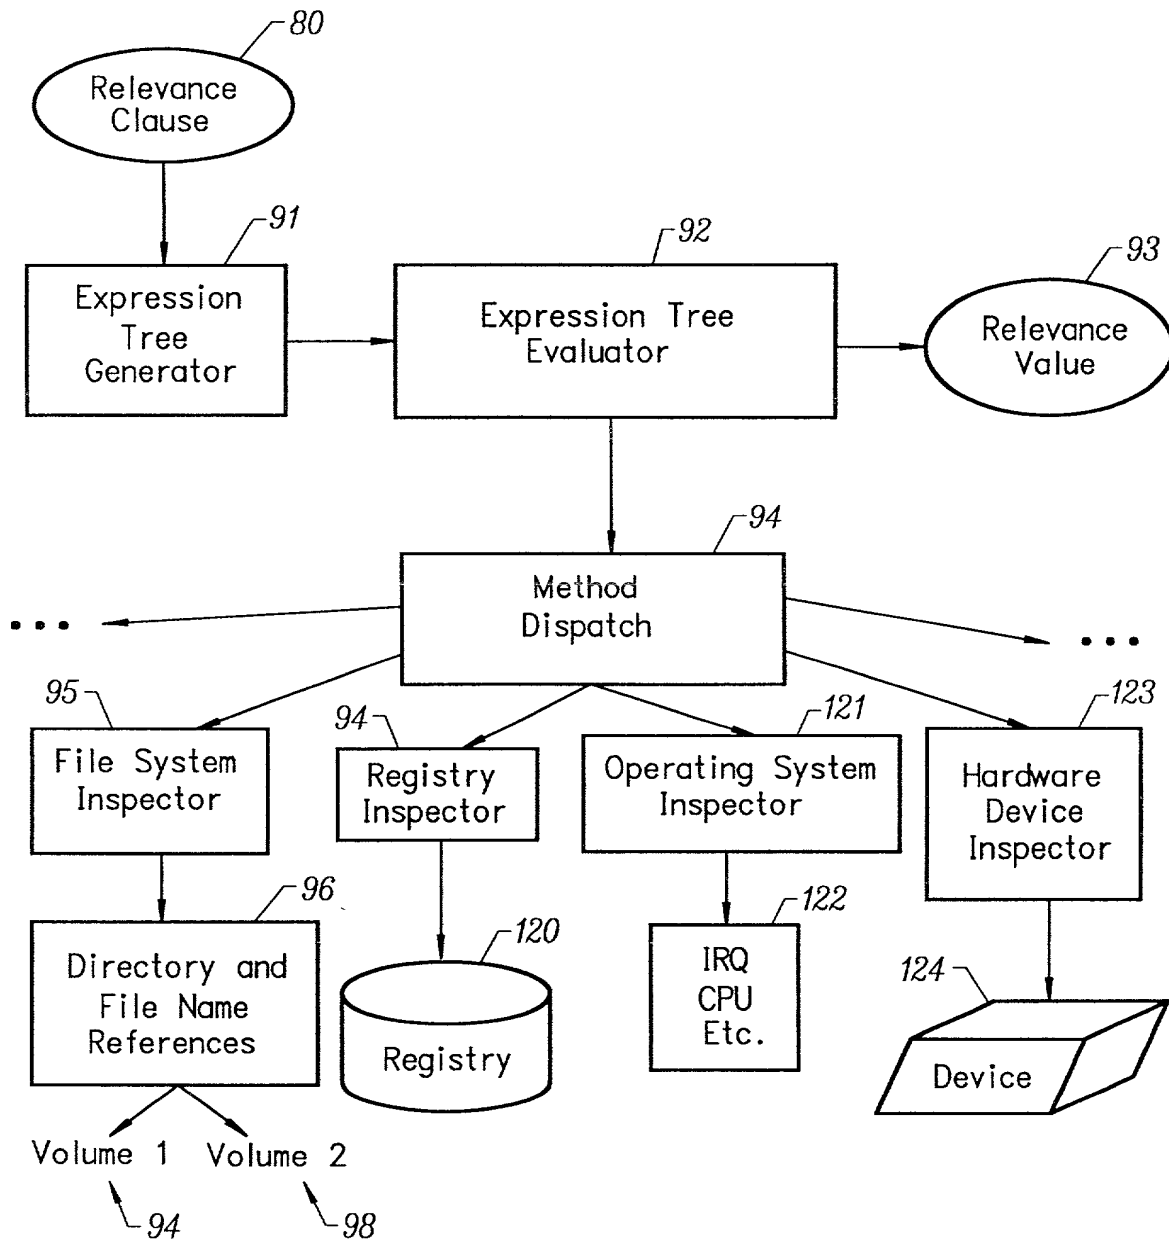 80
Relevance
Clause
91
92
93
Expression
Tree
Generator
Expression Tree
Evaluator
Relevance
Value
94
Method
Dispatch
...
...
95
94
121
123
File System
Inspector
Registry
Inspector
Operating System
Inspector
Hardware
Device
Inspector
96
120
122
124
Directory and
File Name
References
Registry
IRQ
CPU
Etc.
Device
Volume 1
Volume 2
94
98